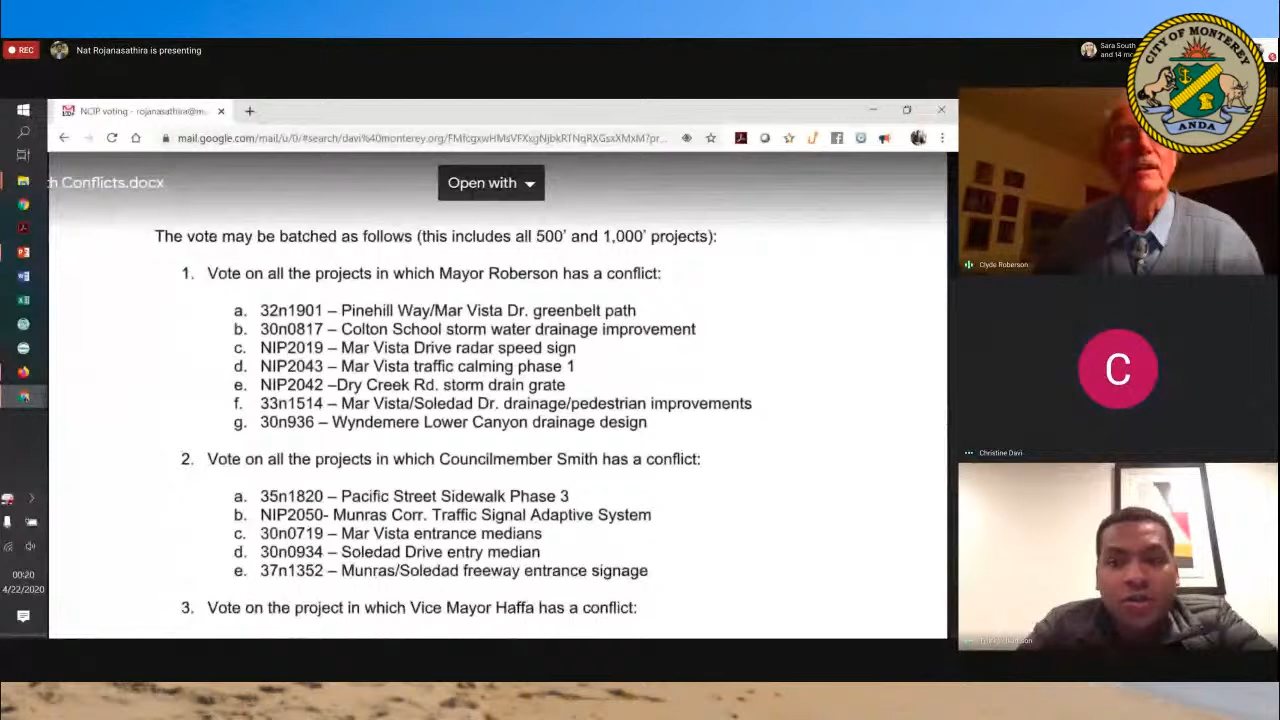 REC
Nat Rojanasathira is presenting
Sara South
and 14 mo
CITY OF MONTEREY
ANDA
NCIP voting - rojanasathira@m
mail.google.com/mail/u/0/#search/davi%40monterey.org/FMfcgxwHMsVFXxgNjbkRTNqRXGsxXMxM?pr...
h Conflicts.docx
Open with
The vote may be batched as follows (this includes all 500' and 1,000' projects):
1. Vote on all the projects in which Mayor Roberson has a conflict:
a. 32n1901 – Pinehill Way/Mar Vista Dr. greenbelt path
b. 30n0817 – Colton School storm water drainage improvement
c. NIP2019 – Mar Vista Drive radar speed sign
d. NIP2043 – Mar Vista traffic calming phase 1
e. NIP2042 –Dry Creek Rd. storm drain grate
f. 33n1514 – Mar Vista/Soledad Dr. drainage/pedestrian improvements
g. 30n936 – Wyndemere Lower Canyon drainage design
2. Vote on all the projects in which Councilmember Smith has a conflict:
a. 35n1820 – Pacific Street Sidewalk Phase 3
b. NIP2050- Munras Corr. Traffic Signal Adaptive System
c. 30n0719 – Mar Vista entrance medians
d. 30n0934 – Soledad Drive entry median
e. 37n1352 – Munras/Soledad freeway entrance signage
3. Vote on the project in which Vice Mayor Haffa has a conflict:
Clyde Roberson
C
Christine Davi
00:20
4/22/2020